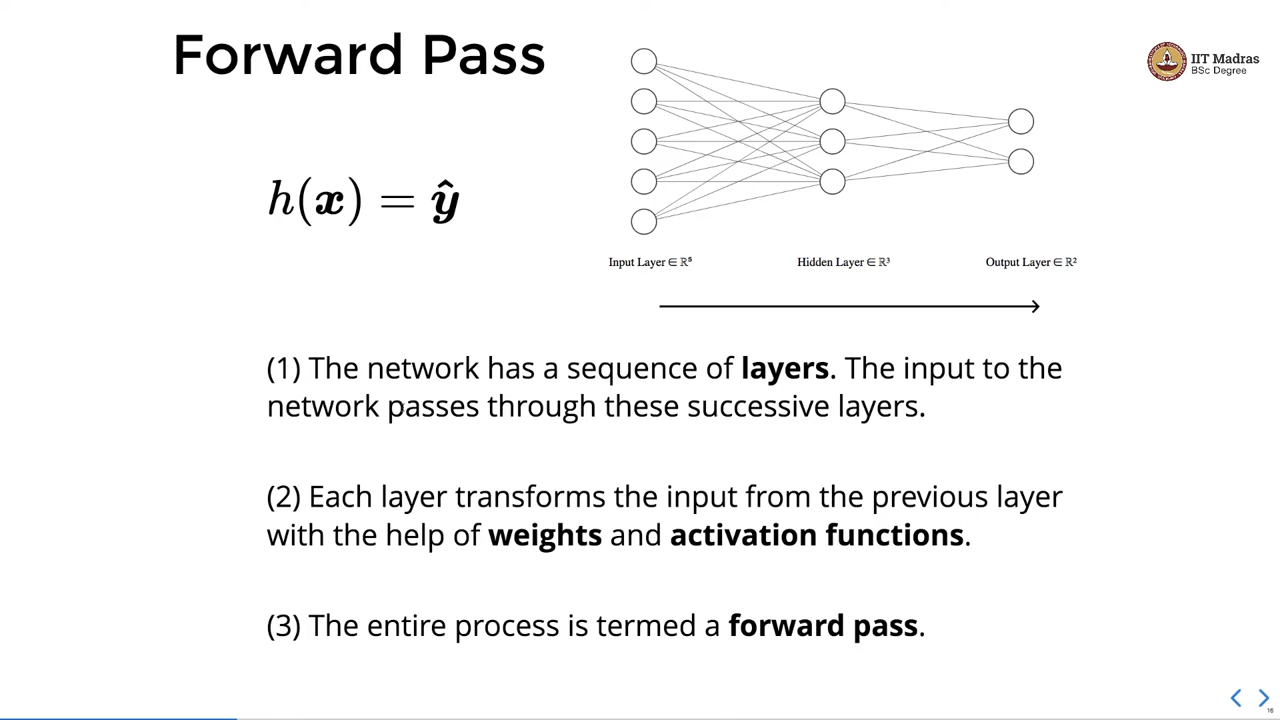 Forward Pass
IIT Madras
BSc Degree
h(x) = ŷ
Input Layer ∈ ℝ⁵
Hidden Layer ∈ ℝ³
Output Layer ∈ ℝ²
(1) The network has a sequence of layers. The input to the
network passes through these successive layers.
(2) Each layer transforms the input from the previous layer
with the help of weights and activation functions.
(3) The entire process is termed a forward pass.
16